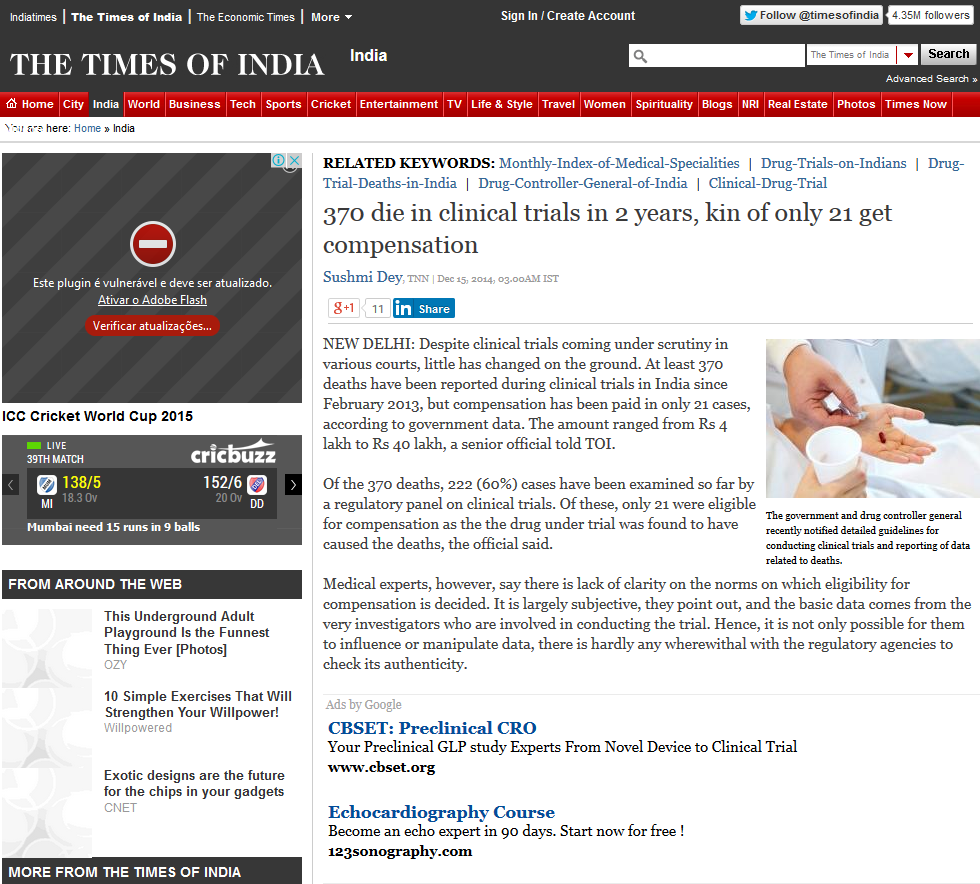 Indiatimes | The Times of India | The Economic Times | More
Sign In / Create Account
Follow @timesofindia
4.35M followers
THE TIMES OF INDIA
India
The Times of India
Search
Advanced Search »
Home City India World Business Tech Sports Cricket Entertainment TV Life & Style Travel Women Spirituality Blogs NRI Real Estate Photos Times Now
You are here: Home » India
Este plugin é vulnerável e deve ser atualizado.
Ativar o Adobe Flash
Verificar atualizações...
ICC Cricket World Cup 2015
LIVE
39TH MATCH
cricbuzz
MI 138/5
18.3 Ov
152/6 DD
20 Ov
Mumbai need 15 runs in 9 balls
FROM AROUND THE WEB
This Underground Adult
Playground Is the Funnest
Thing Ever [Photos]
OZY
10 Simple Exercises That Will
Strengthen Your Willpower!
Willpowered
Exotic designs are the future
for the chips in your gadgets
CNET
MORE FROM THE TIMES OF INDIA
RELATED KEYWORDS: Monthly-Index-of-Medical-Specialities | Drug-Trials-on-Indians | Drug-
Trial-Deaths-in-India | Drug-Controller-General-of-India | Clinical-Drug-Trial
370 die in clinical trials in 2 years, kin of only 21 get
compensation
Sushmi Dey, TNN | Dec 15, 2014, 03.00AM IST
g+1 11 in Share
NEW DELHI: Despite clinical trials coming under scrutiny in
various courts, little has changed on the ground. At least 370
deaths have been reported during clinical trials in India since
February 2013, but compensation has been paid in only 21 cases,
according to government data. The amount ranged from Rs 4
lakh to Rs 40 lakh, a senior official told TOI.
Of the 370 deaths, 222 (60%) cases have been examined so far by
a regulatory panel on clinical trials. Of these, only 21 were eligible
for compensation as the the drug under trial was found to have
caused the deaths, the official said.
The government and drug controller general
recently notified detailed guidelines for
conducting clinical trials and reporting of data
related to deaths.
Medical experts, however, say there is lack of clarity on the norms on which eligibility for
compensation is decided. It is largely subjective, they point out, and the basic data comes from the
very investigators who are involved in conducting the trial. Hence, it is not only possible for them
to influence or manipulate data, there is hardly any wherewithal with the regulatory agencies to
check its authenticity.
Ads by Google
CBSET: Preclinical CRO
Your Preclinical GLP study Experts From Novel Device to Clinical Trial
www.cbset.org
Echocardiography Course
Become an echo expert in 90 days. Start now for free !
123sonography.com